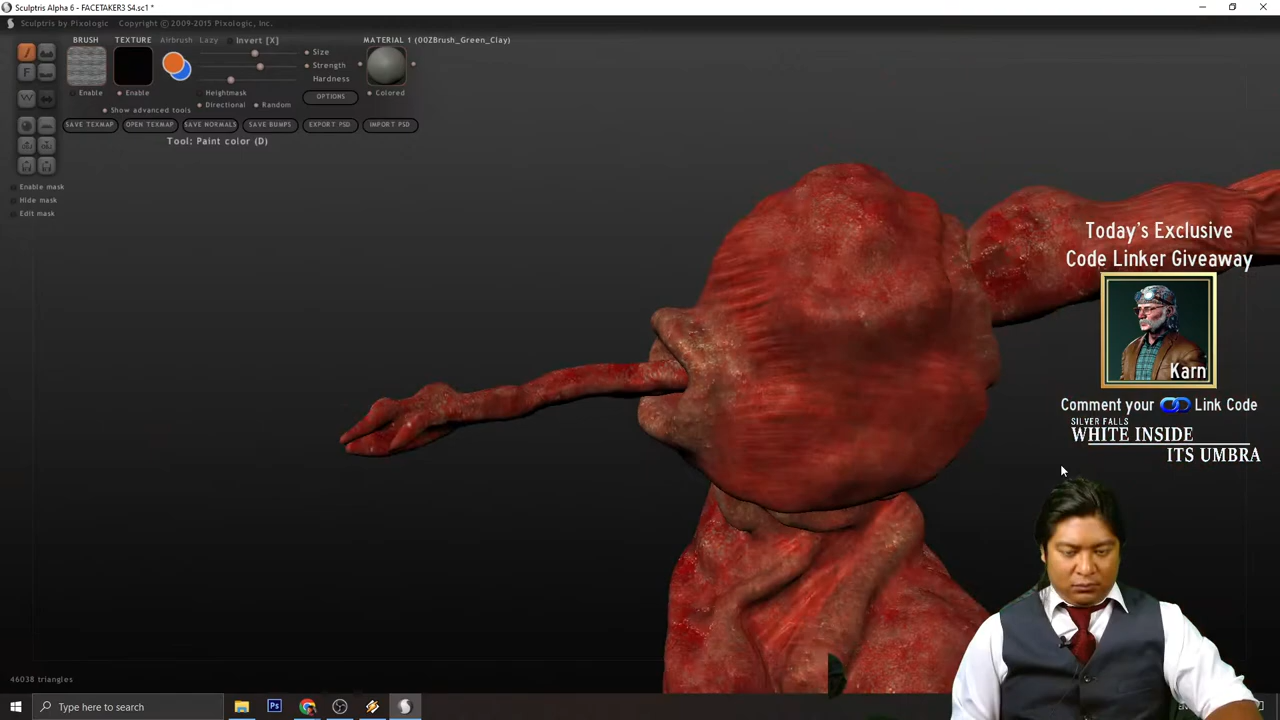 Sculptris Alpha 6 - FACETAKER3 S4.sc1 *
Sculptris by Pixologic Copyright © 2009-2015 Pixologic, Inc.
BRUSH TEXTURE Airbrush Lazy Invert [X] MATERIAL 1 (00ZBrush_Green_Clay)
Size
F Strength
Hardness
Enable Enable Heightmask OPTIONS Colored
Directional Random
Show advanced tools
SAVE TEXMAP OPEN TEXMAP SAVE NORMALS SAVE BUMPS EXPORT PSD IMPORT PSD
Tool: Paint color (D)
Enable mask
Hide mask
Edit mask
Today's Exclusive
Code Linker Giveaway
Karn
Comment your Link Code
SILVER FALLS
WHITE INSIDE
ITS UMBRA
46038 triangles
Type here to search
Ps